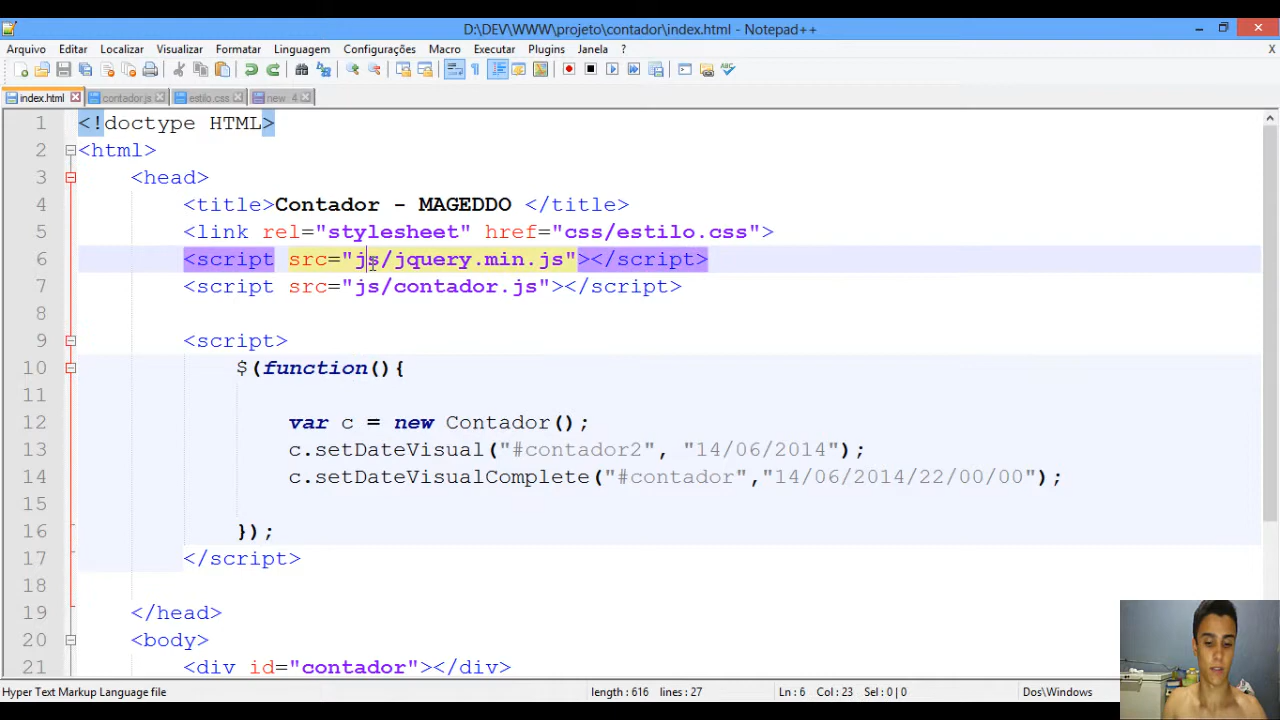 D:\DEV\WWW\projeto\contador\index.html - Notepad++
Arquivo Editar Localizar Visualizar Formatar Linguagem Configurações Macro Executar Plugins Janela ? X
index.html contador.js estilo.css new 4
1 <!doctype HTML>
2 <html>
3 <head>
4 <title>Contador - MAGEDDO </title>
5 <link rel="stylesheet" href="css/estilo.css">
6 <script src="js/jquery.min.js"></script>
7 <script src="js/contador.js"></script>
8
9 <script>
10 $(function(){
11
12 var c = new Contador();
13 c.setDateVisual("#contador2", "14/06/2014");
14 c.setDateVisualComplete("#contador","14/06/2014/22/00/00");
15
16 });
17 </script>
18
19 </head>
20 <body>
21 <div id="contador"></div>
Hyper Text Markup Language file length : 616 lines : 27 Ln : 6 Col : 23 Sel : 0 | 0 Dos\Windows